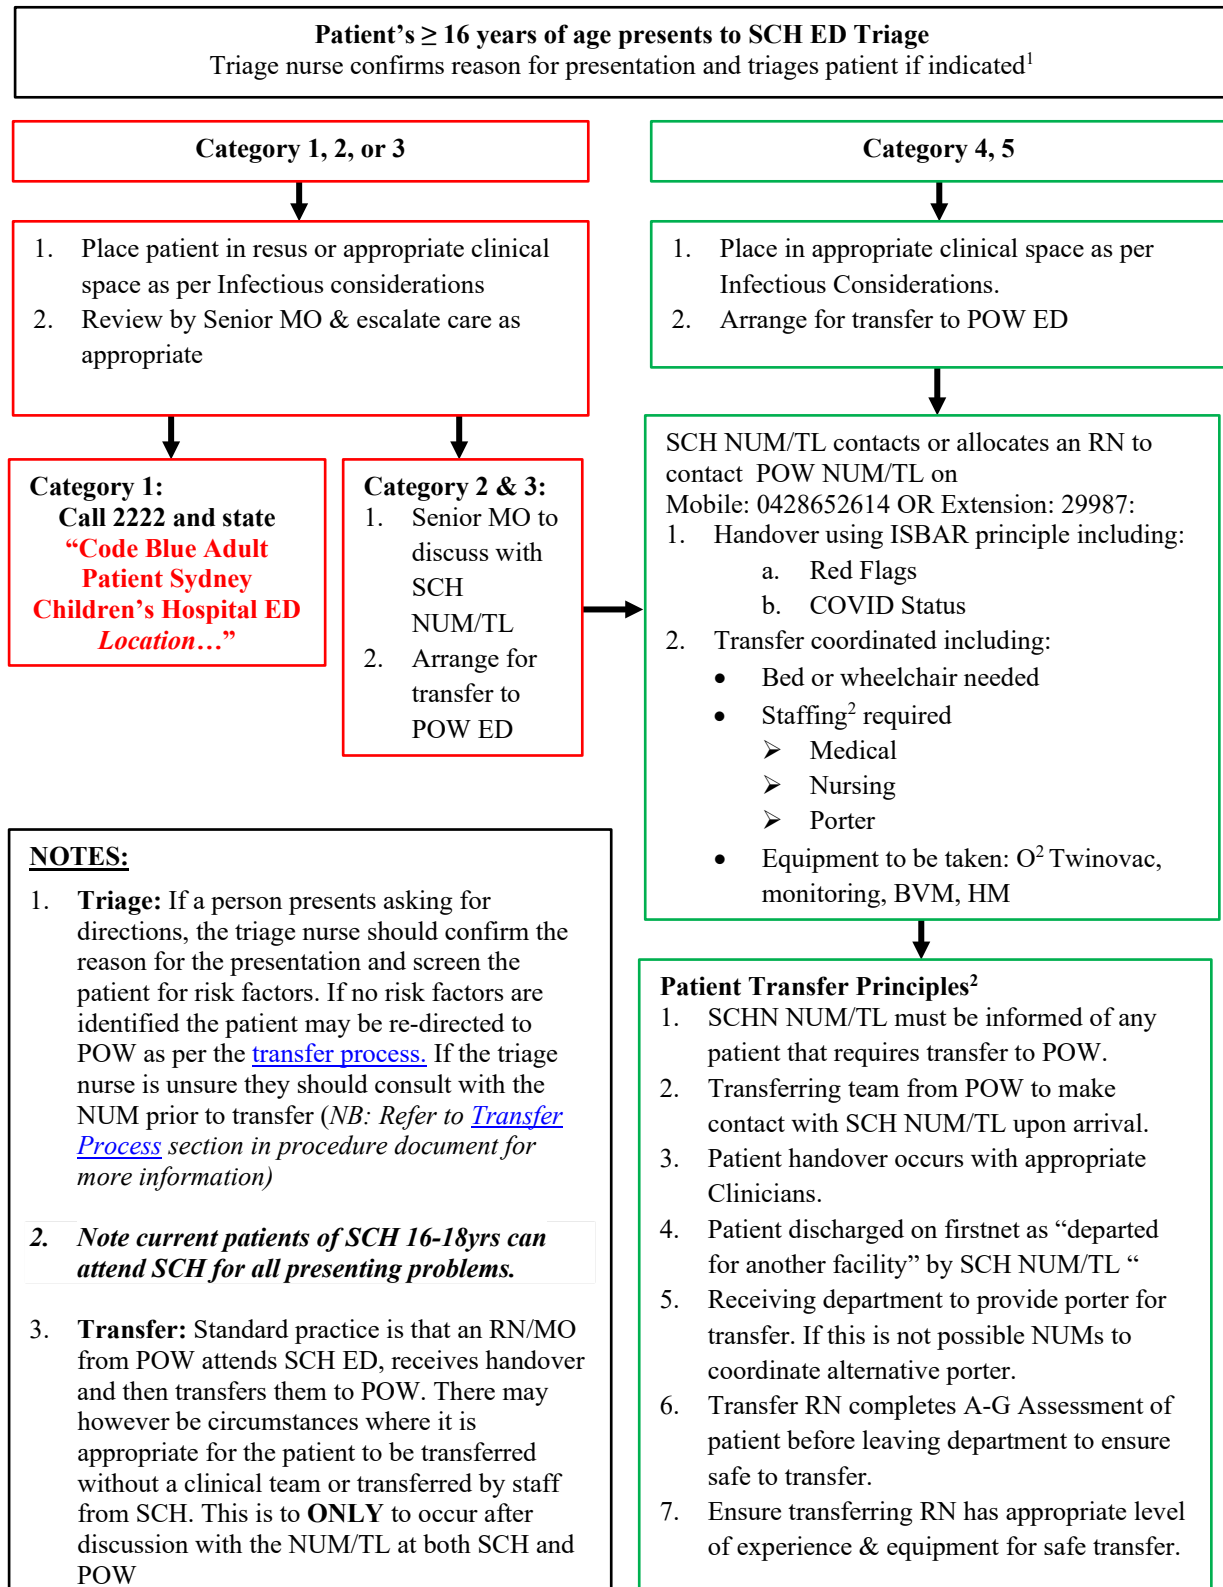 Patient's ≥ 16 years of age presents to SCH ED Triage
Triage nurse confirms reason for presentation and triages patient if indicated1
Category 1, 2, or 3
1. Place patient in resus or appropriate clinical
space as per Infectious considerations
2. Review by Senior MO & escalate care as
appropriate
Category 1:
Call 2222 and state
“Code Blue Adult
Patient Sydney
Children’s Hospital ED
Location…”
Category 2 & 3:
1. Senior MO to
discuss with
SCH
NUM/TL
2. Arrange for
transfer to
POW ED
Category 4, 5
1. Place in appropriate clinical space as per
Infectious Considerations.
2. Arrange for transfer to POW ED
SCH NUM/TL contacts or allocates an RN to
contact POW NUM/TL on
Mobile: 0428652614 OR Extension: 29987:
1. Handover using ISBAR principle including:
a. Red Flags
b. COVID Status
2. Transfer coordinated including:
• Bed or wheelchair needed
• Staffing2 required
➢ Medical
➢ Nursing
➢ Porter
• Equipment to be taken: O2 Twinovac,
monitoring, BVM, HM
Patient Transfer Principles2
1. SCHN NUM/TL must be informed of any
patient that requires transfer to POW.
2. Transferring team from POW to make
contact with SCH NUM/TL upon arrival.
3. Patient handover occurs with appropriate
Clinicians.
4. Patient discharged on firstnet as “departed
for another facility” by SCH NUM/TL “
5. Receiving department to provide porter for
transfer. If this is not possible NUMs to
coordinate alternative porter.
6. Transfer RN completes A-G Assessment of
patient before leaving department to ensure
safe to transfer.
7. Ensure transferring RN has appropriate level
of experience & equipment for safe transfer.
NOTES:
1. Triage: If a person presents asking for
directions, the triage nurse should confirm the
reason for the presentation and screen the
patient for risk factors. If no risk factors are
identified the patient may be re-directed to
POW as per the transfer process. If the triage
nurse is unsure they should consult with the
NUM prior to transfer (NB: Refer to Transfer
Process section in procedure document for
more information)
2. Note current patients of SCH 16-18yrs can
attend SCH for all presenting problems.
3. Transfer: Standard practice is that an RN/MO
from POW attends SCH ED, receives handover
and then transfers them to POW. There may
however be circumstances where it is
appropriate for the patient to be transferred
without a clinical team or transferred by staff
from SCH. This is to ONLY to occur after
discussion with the NUM/TL at both SCH and
POW